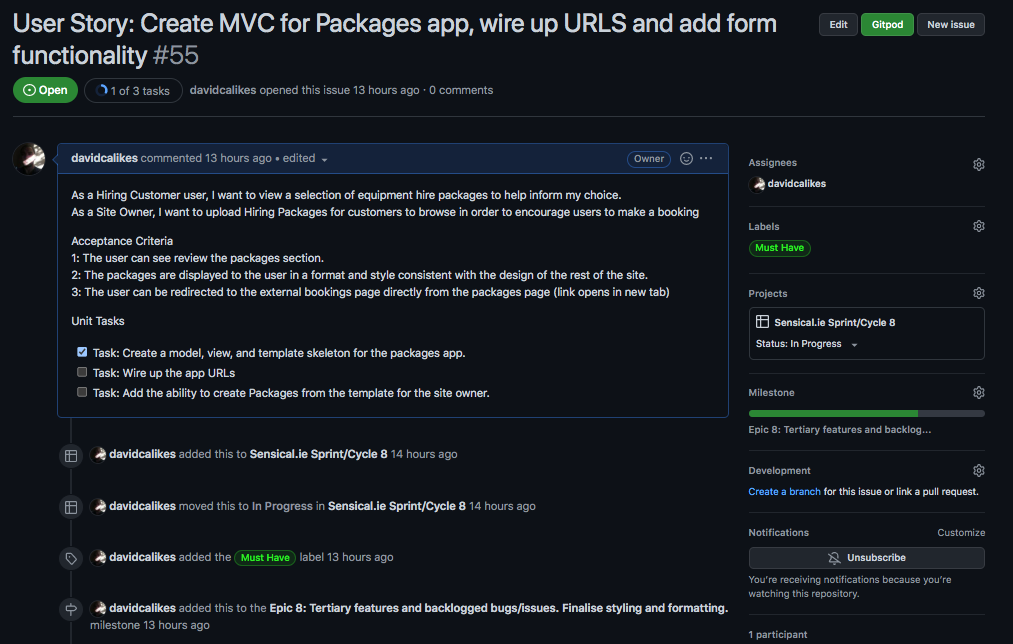 User Story: Create MVC for Packages app, wire up URLS and add form
functionality #55
Edit
Gitpod
New issue
Open
1 of 3 tasks
davidcalikes opened this issue 13 hours ago · 0 comments
davidcalikes commented 13 hours ago • edited
Owner
As a Hiring Customer user, I want to view a selection of equipment hire packages to help inform my choice.
As a Site Owner, I want to upload Hiring Packages for customers to browse in order to encourage users to make a booking
Acceptance Criteria
1: The user can see review the packages section.
2: The packages are displayed to the user in a format and style consistent with the design of the rest of the site.
3: The user can be redirected to the external bookings page directly from the packages page (link opens in new tab)
Unit Tasks
Task: Create a model, view, and template skeleton for the packages app.
Task: Wire up the app URLs
Task: Add the ability to create Packages from the template for the site owner.
davidcalikes added this to Sensical.ie Sprint/Cycle 8 14 hours ago
davidcalikes moved this to In Progress in Sensical.ie Sprint/Cycle 8 14 hours ago
davidcalikes added the Must Have label 13 hours ago
davidcalikes added this to the Epic 8: Tertiary features and backlogged bugs/issues. Finalise styling and formatting.
milestone 13 hours ago
Assignees
davidcalikes
Labels
Must Have
Projects
Sensical.ie Sprint/Cycle 8
Status: In Progress
Milestone
Epic 8: Tertiary features and backlog...
Development
Create a branch for this issue or link a pull request.
Notifications
Customize
Unsubscribe
You're receiving notifications because you're
watching this repository.
1 participant